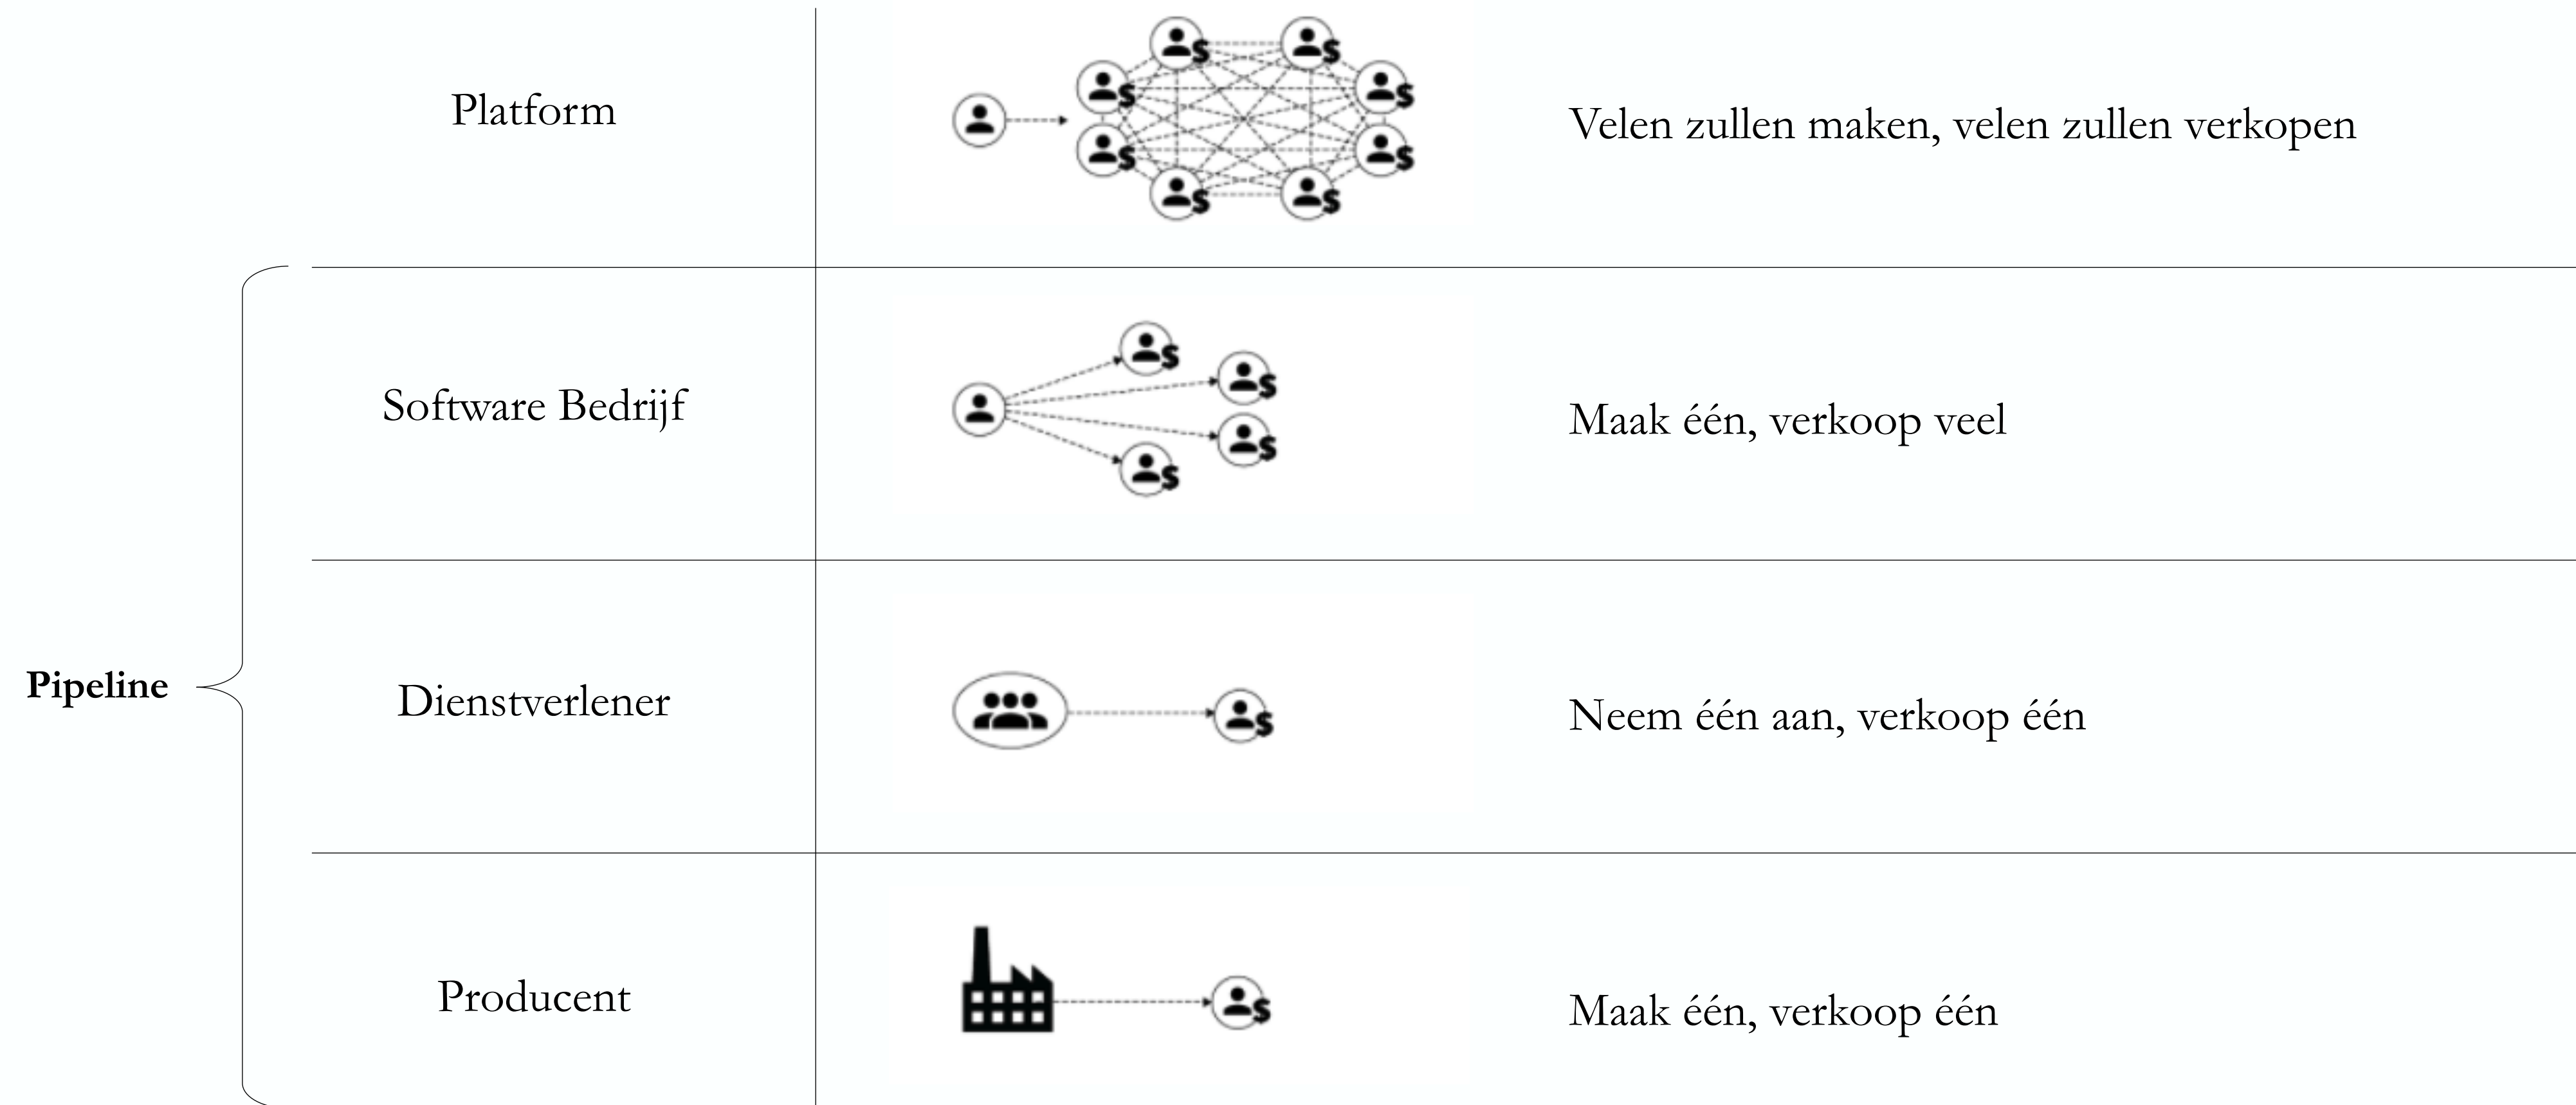 Platform
Velen zullen maken, velen zullen verkopen
Software Bedrijf
Maak één, verkoop veel
Pipeline
Dienstverlener
Neem één aan, verkoop één
Producent
Maak één, verkoop één